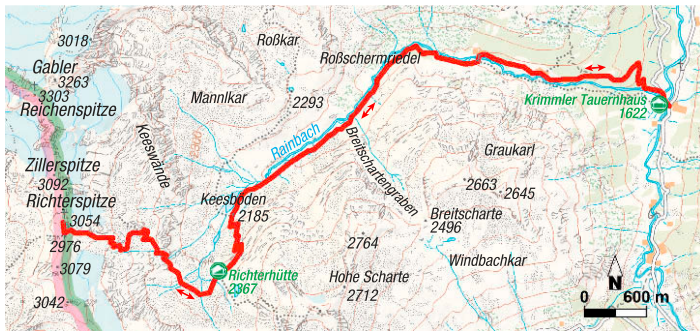 3018
Roßkar
Roßschermriedel
Gabler
3263
3303
Reichenspitze
Mannlkar
2293
Krimmler Tauernhaus
1622
Keeswände
Rainbach
Breitschartengraben
Graukarl
Zillerspitze
3092
Richterspitze
3054
Keesböden
2185
2663
2645
Breitscharte
2496
2976
3079
2764
Windbachkar
Richterhütte
2367
Hohe Scharte
2712
3042
N
0 600 m